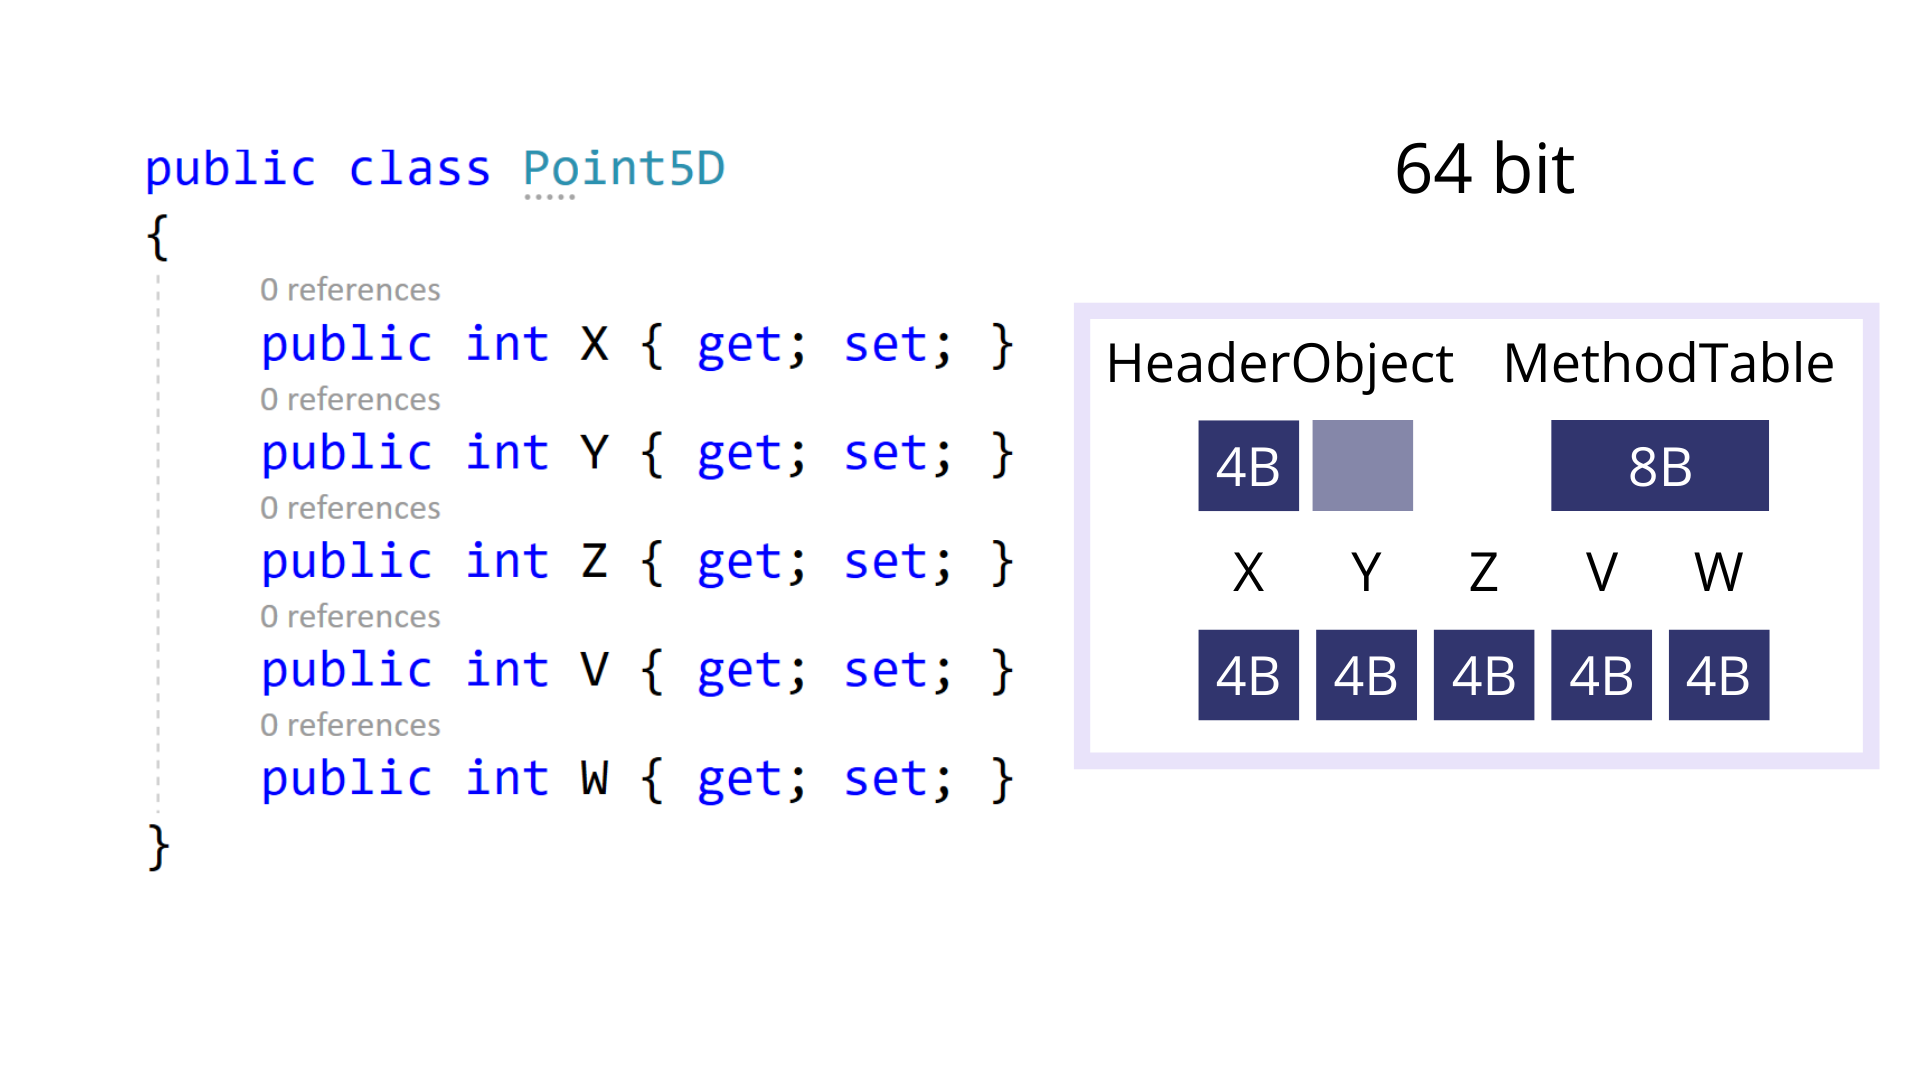 public class Point5D
{
0 references
public int X { get; set; }
0 references
public int Y { get; set; }
0 references
public int Z { get; set; }
0 references
public int V { get; set; }
0 references
public int W { get; set; }
}
64 bit
HeaderObject MethodTable
4B 8B
X Y Z V W
4B 4B 4B 4B 4B